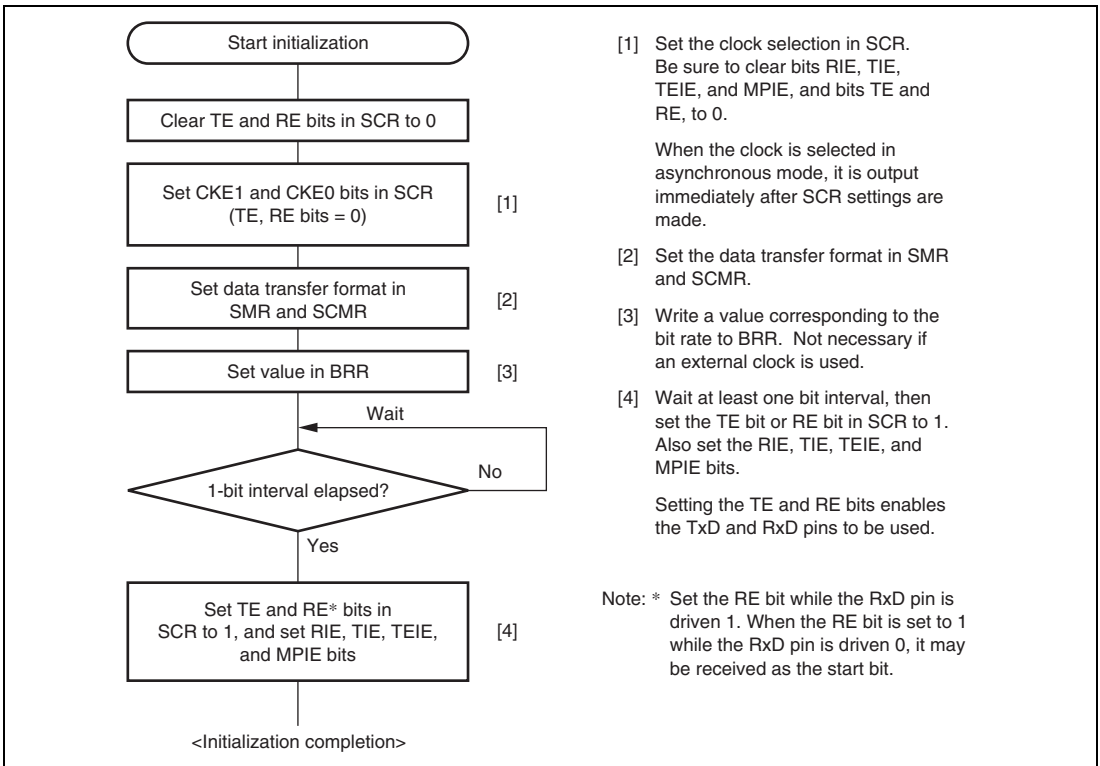 Start initialization
Clear TE and RE bits in SCR to 0
Set CKE1 and CKE0 bits in SCR
(TE, RE bits = 0)
[1]
Set data transfer format in
SMR and SCMR
[2]
Set value in BRR
[3]
Wait
No
1-bit interval elapsed?
Yes
Set TE and RE* bits in
SCR to 1, and set RIE, TIE, TEIE,
and MPIE bits
[4]
<Initialization completion>
[1] Set the clock selection in SCR.
Be sure to clear bits RIE, TIE,
TEIE, and MPIE, and bits TE and
RE, to 0.
When the clock is selected in
asynchronous mode, it is output
immediately after SCR settings are
made.
[2] Set the data transfer format in SMR
and SCMR.
[3] Write a value corresponding to the
bit rate to BRR. Not necessary if
an external clock is used.
[4] Wait at least one bit interval, then
set the TE bit or RE bit in SCR to 1.
Also set the RIE, TIE, TEIE, and
MPIE bits.
Setting the TE and RE bits enables
the TxD and RxD pins to be used.
Note: * Set the RE bit while the RxD pin is
driven 1. When the RE bit is set to 1
while the RxD pin is driven 0, it may
be received as the start bit.